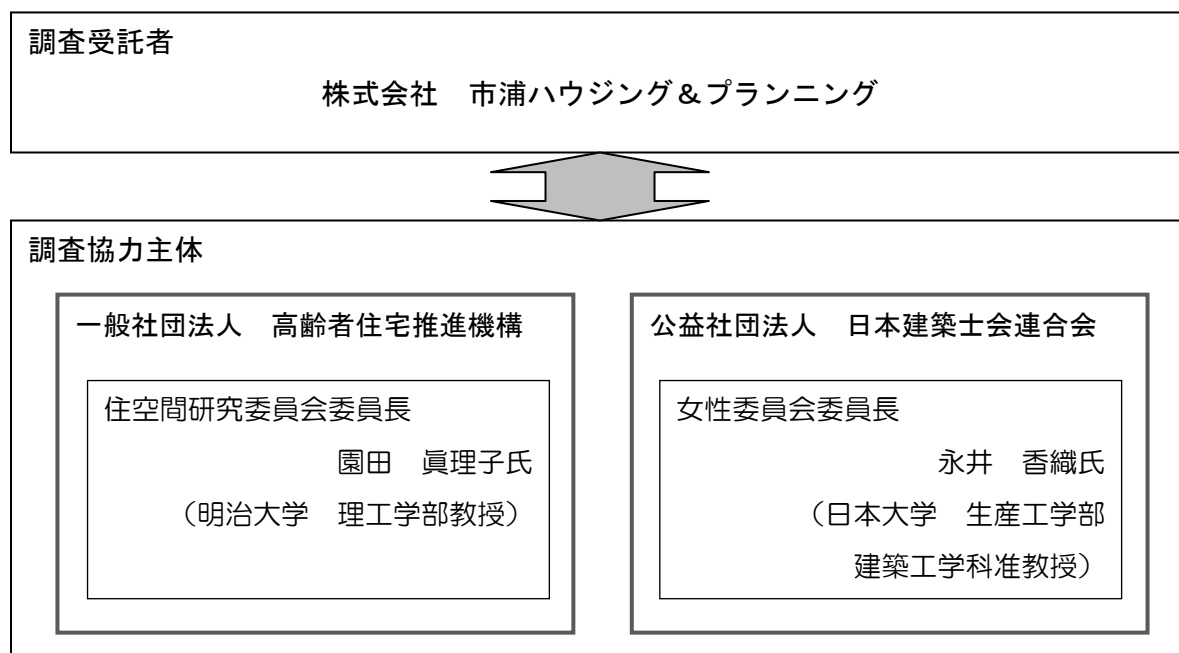 調査受託者
株式会社　市浦ハウジング＆プランニング
調査協力主体
一般社団法人　高齢者住宅推進機構
住空間研究委員会委員長
園田　眞理子氏
（明治大学　理工学部教授）
公益社団法人　日本建築士会連合会
女性委員会委員長
永井　香織氏
（日本大学　生産工学部
建築工学科准教授）